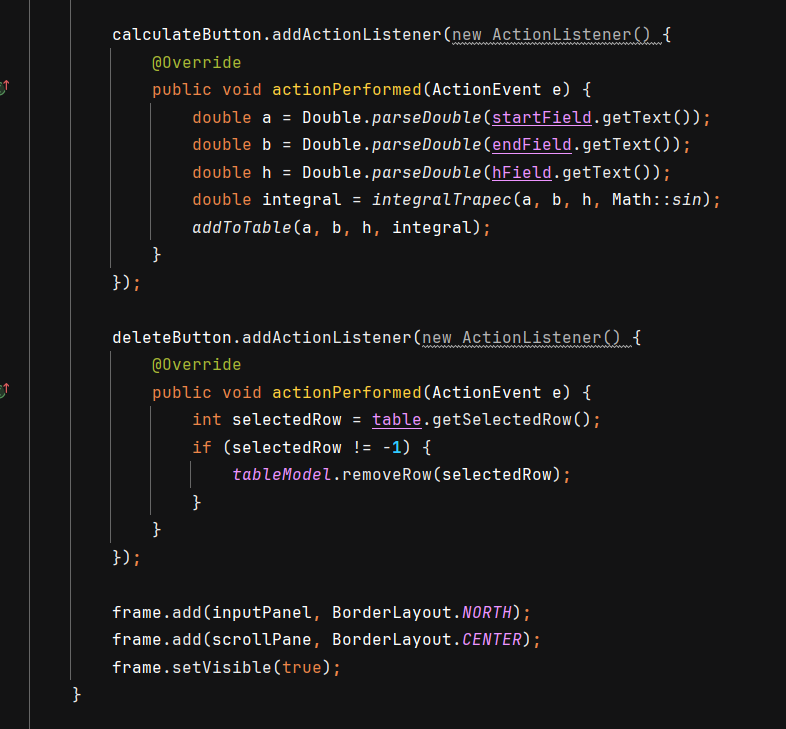 calculateButton.addActionListener(new ActionListener() {
    @Override
    public void actionPerformed(ActionEvent e) {
        double a = Double.parseDouble(startField.getText());
        double b = Double.parseDouble(endField.getText());
        double h = Double.parseDouble(hField.getText());
        double integral = integralTrapec(a, b, h, Math::sin);
        addToTable(a, b, h, integral);
    }
});

deleteButton.addActionListener(new ActionListener() {
    @Override
    public void actionPerformed(ActionEvent e) {
        int selectedRow = table.getSelectedRow();
        if (selectedRow != -1) {
            tableModel.removeRow(selectedRow);
        }
    }
});

frame.add(inputPanel, BorderLayout.NORTH);
frame.add(scrollPane, BorderLayout.CENTER);
frame.setVisible(true);
}